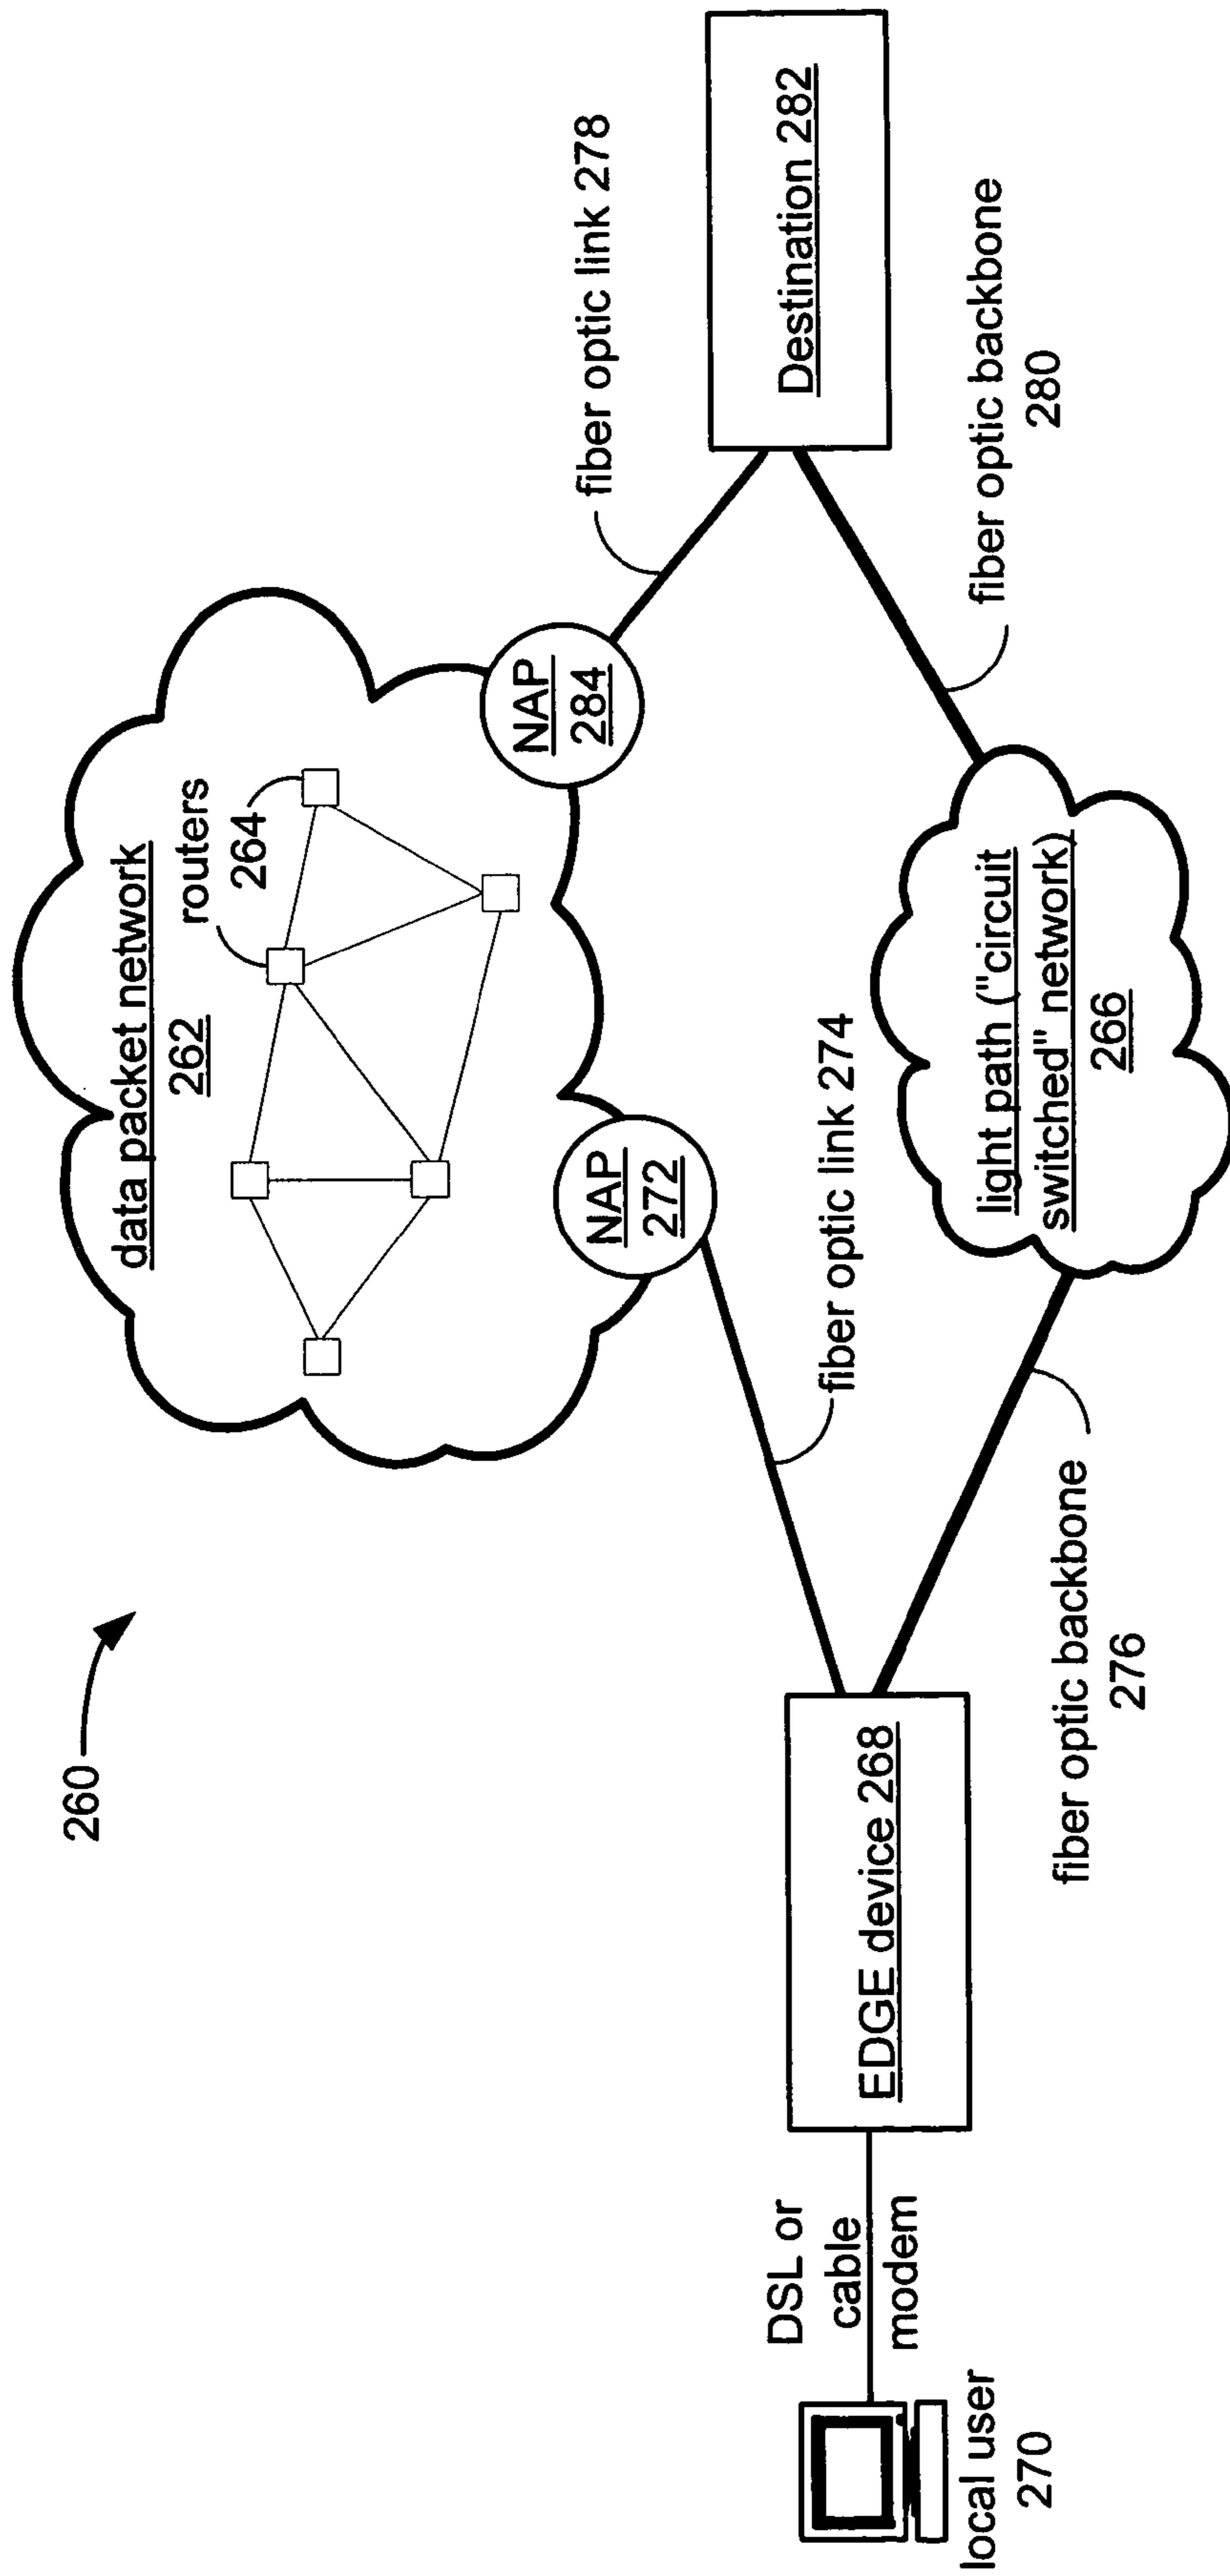 260
data packet network
262
routers
264
NAP
272
NAP
284
fiber optic link 278
fiber optic link 274
Destination 282
EDGE device 268
DSL or
cable
modem
local user
270
light path ("circuit
switched" network)
266
fiber optic backbone
276
fiber optic backbone
280